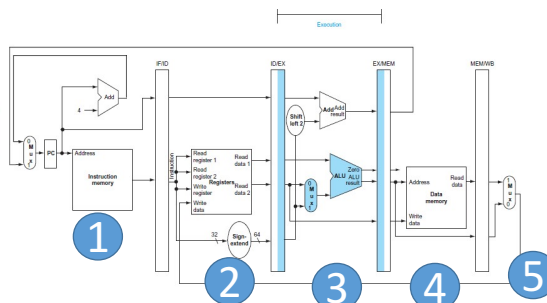 Execution
IF/ID
ID/EX
EX/MEM
MEM/WB
Add
4
Add Add
result
Shift
left 2
0
M
u
x
1
PC
Address
Instruction
memory
Instruction
Read
register 1
Read
data 1
Read
register 2
Registers
Read
data 2
Write
register
Write
data
0
M
u
x
1
Zero
ALU ALU
result
Address
Read
data
Data
memory
Write
data
1
M
u
x
0
32
Sign-
extend
64
1
2
3
4
5